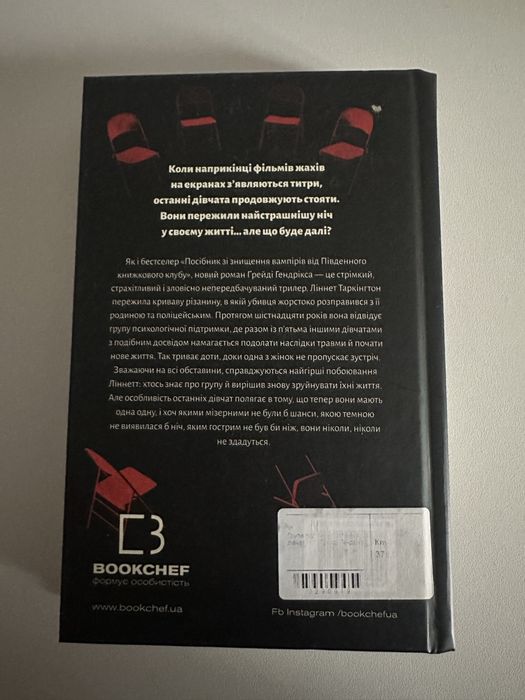 Коли наприкінці фільмів жахів
на екранах з'являються титри,
останні дівчата продовжують стояти.
Вони пережили найстрашнішу ніч
у своєму житті... але що буде далі?
Як і бестселер «Посібник зі знищення вампірів від Південного
книжкового клубу», новий роман Ґрейді Гендрікса — це стрімкий,
страхітливий і зловісно непередбачуваний трилер. Ліннет Таркінгтон
пережила криваву різанину, в якій убивця жорстоко розправився з її
родиною та поліцейським. Протягом шістнадцяти років вона відвідує
групу психологічної підтримки, де разом із п'ятьма іншими дівчатами
з подібним досвідом намагається подолати наслідки травми й почати
нове життя. Так триває доти, доки одна з жінок не пропускає зустріч.
Зважаючи на всі обставини, справджуються найгірші побоювання
Ліннетт: хтось знає про групу й вирішив знову зруйнувати їхні життя.
Але особливість останніх дівчат полягає в тому, що тепер вони мають
одна одну, і хоч якими мізерними не були б шанси, якою темною
не виявилася б ніч, яким гострим не був би ніж, вони ніколи, ніколи
не здадуться.
BOOKCHEF
формує особистість
www.bookchef.ua
Fb Instagram /bookchefua